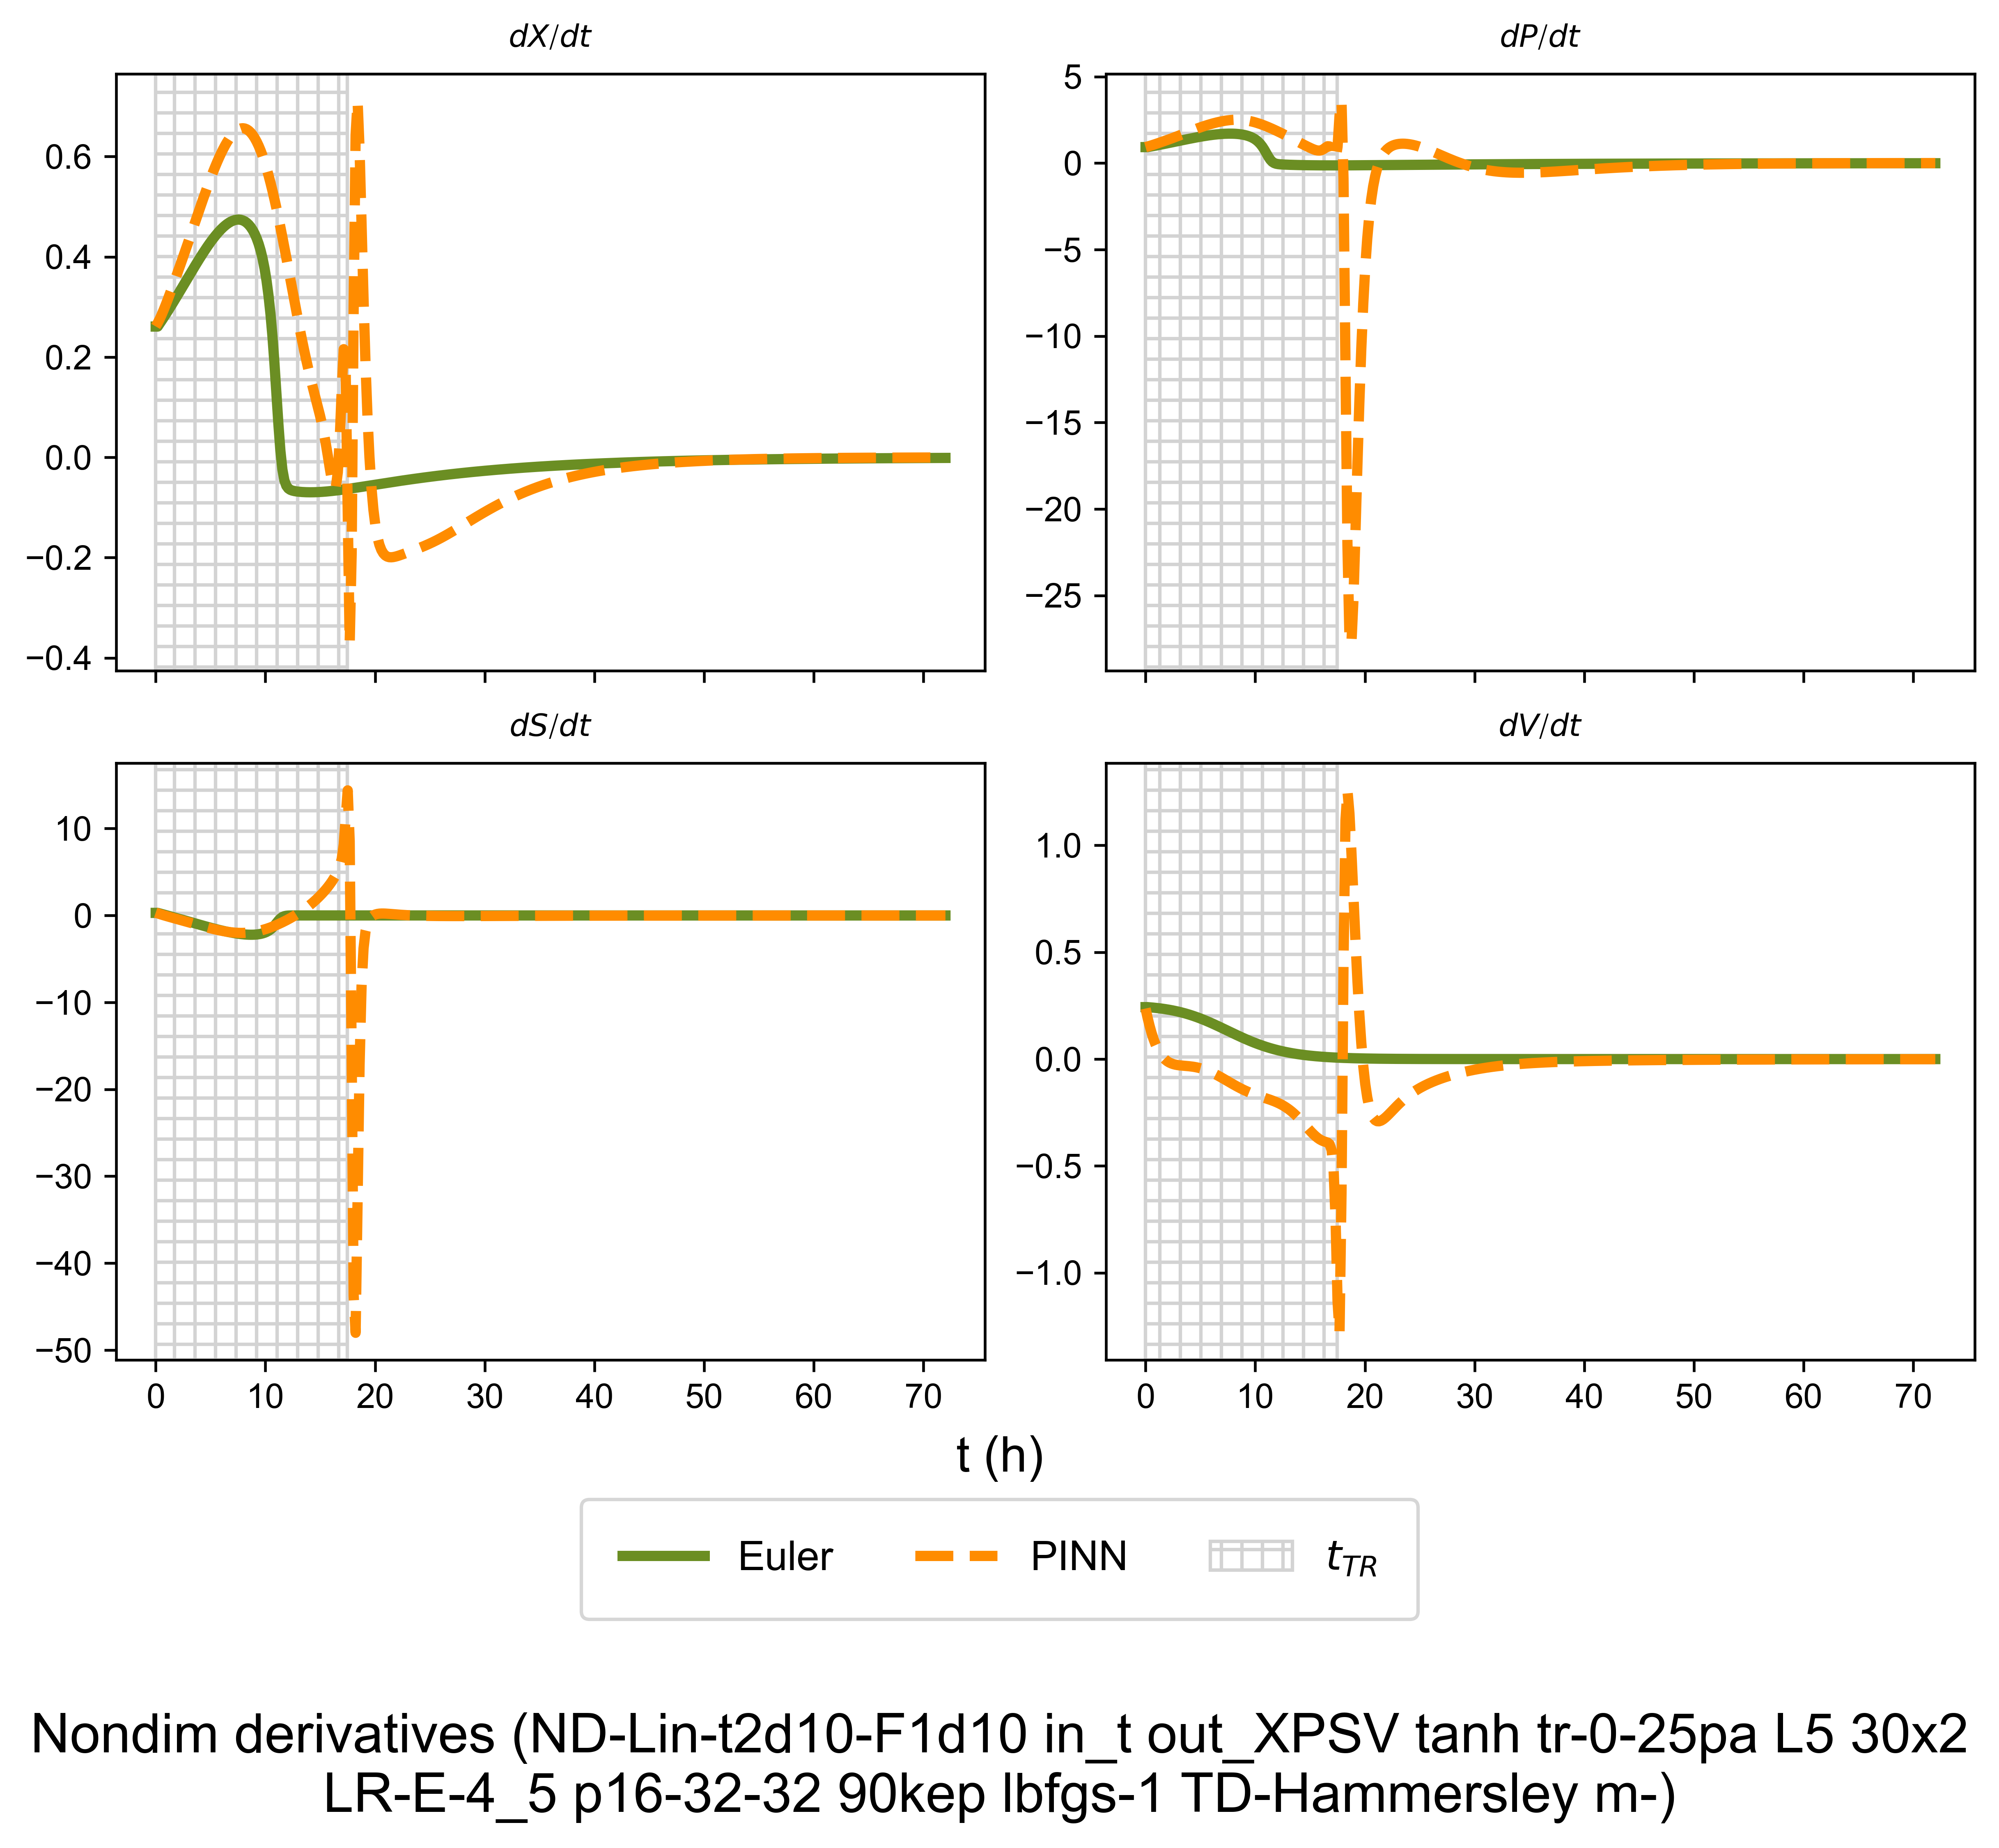 dX/dt
dP/dt
0.6
0.4
0.2
0.0
−0.2
−0.4
5
0
−5
−10
−15
−20
−25
dS/dt
dV/dt
10
0
−10
−20
−30
−40
−50
1.0
0.5
0.0
−0.5
−1.0
0 10 20 30 40 50 60 70
0 10 20 30 40 50 60 70
t (h)
Euler PINN t_TR
Nondim derivatives (ND-Lin-t2d10-F1d10 in_t out_XPSV tanh tr-0-25pa L5 30x2
LR-E-4_5 p16-32-32 90kep lbfgs-1 TD-Hammersley m-)